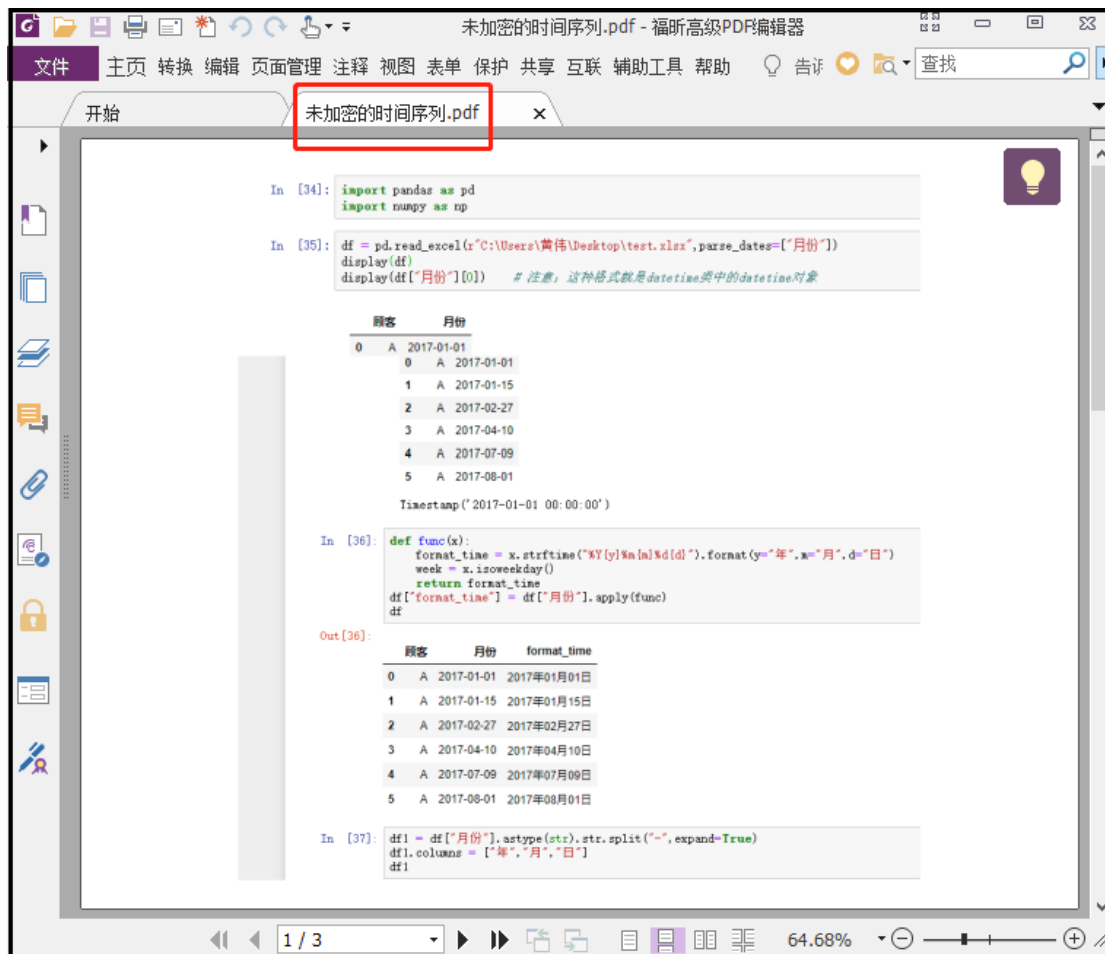 未加密的时间序列.pdf - 福昕高级PDF编辑器
文件 主页 转换 编辑 页面管理 注释 视图 表单 保护 共享 互联 辅助工具 帮助 告诉 查找
开始 未加密的时间序列.pdf ×
In [34]: import pandas as pd
import numpy as np
In [35]: df = pd.read_excel(r"C:\Users\黄伟\Desktop\test.xlsx",parse_dates=["月份"])
display(df)
display(df["月份"][0]) # 注意：这种格式就是datetime类中的datetime对象
顾客 月份
0 A 2017-01-01
0 A 2017-01-01
1 A 2017-01-15
2 A 2017-02-27
3 A 2017-04-10
4 A 2017-07-09
5 A 2017-08-01
Timestamp('2017-01-01 00:00:00')
In [36]: def func(x):
format_time = x.strftime("%Y{y}%m{m}%d{d}").format(y="年",m="月",d="日")
week = x.isoweekday()
return format_time
df["format_time"] = df["月份"].apply(func)
df
Out[36]:
顾客 月份 format_time
0 A 2017-01-01 2017年01月01日
1 A 2017-01-15 2017年01月15日
2 A 2017-02-27 2017年02月27日
3 A 2017-04-10 2017年04月10日
4 A 2017-07-09 2017年07月09日
5 A 2017-08-01 2017年08月01日
In [37]: df1 = df["月份"].astype(str).str.split("-",expand=True)
df1.columns = ["年","月","日"]
df1
1 / 3 64.68%